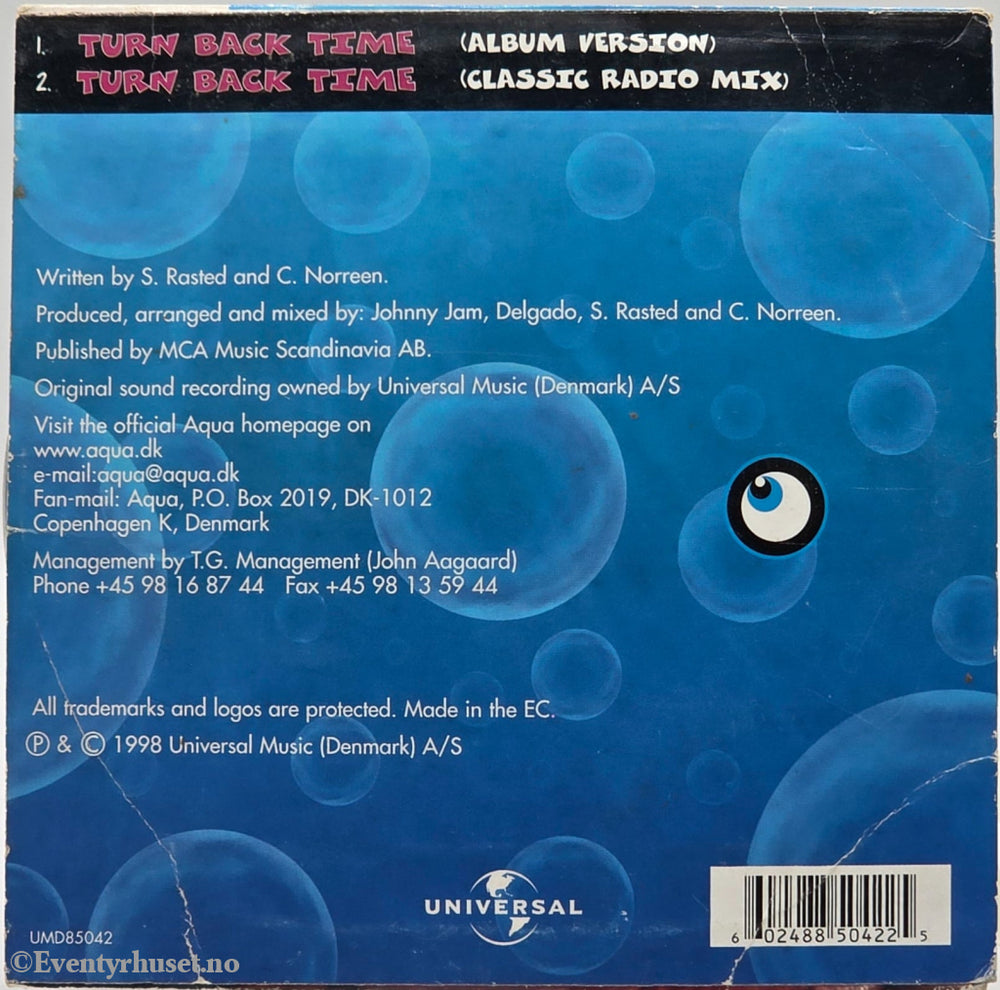 1. TURN BACK TIME (ALBUM VERSION)
2. TURN BACK TIME (CLASSIC RADIO MIX)
Written by S. Rasted and C. Norreen.
Produced, arranged and mixed by: Johnny Jam, Delgado, S. Rasted and C. Norreen.
Published by MCA Music Scandinavia AB.
Original sound recording owned by Universal Music (Denmark) A/S
Visit the official Aqua homepage on
www.aqua.dk
e-mail:aqua@aqua.dk
Fan-mail: Aqua, P.O. Box 2019, DK-1012
Copenhagen K, Denmark
Management by T.G. Management (John Aagaard)
Phone +45 98 16 87 44 Fax +45 98 13 59 44
All trademarks and logos are protected. Made in the EC.
Ⓟ & © 1998 Universal Music (Denmark) A/S
UNIVERSAL
UMD85042
6 02488 50422 5
©Eventyrhuset.no